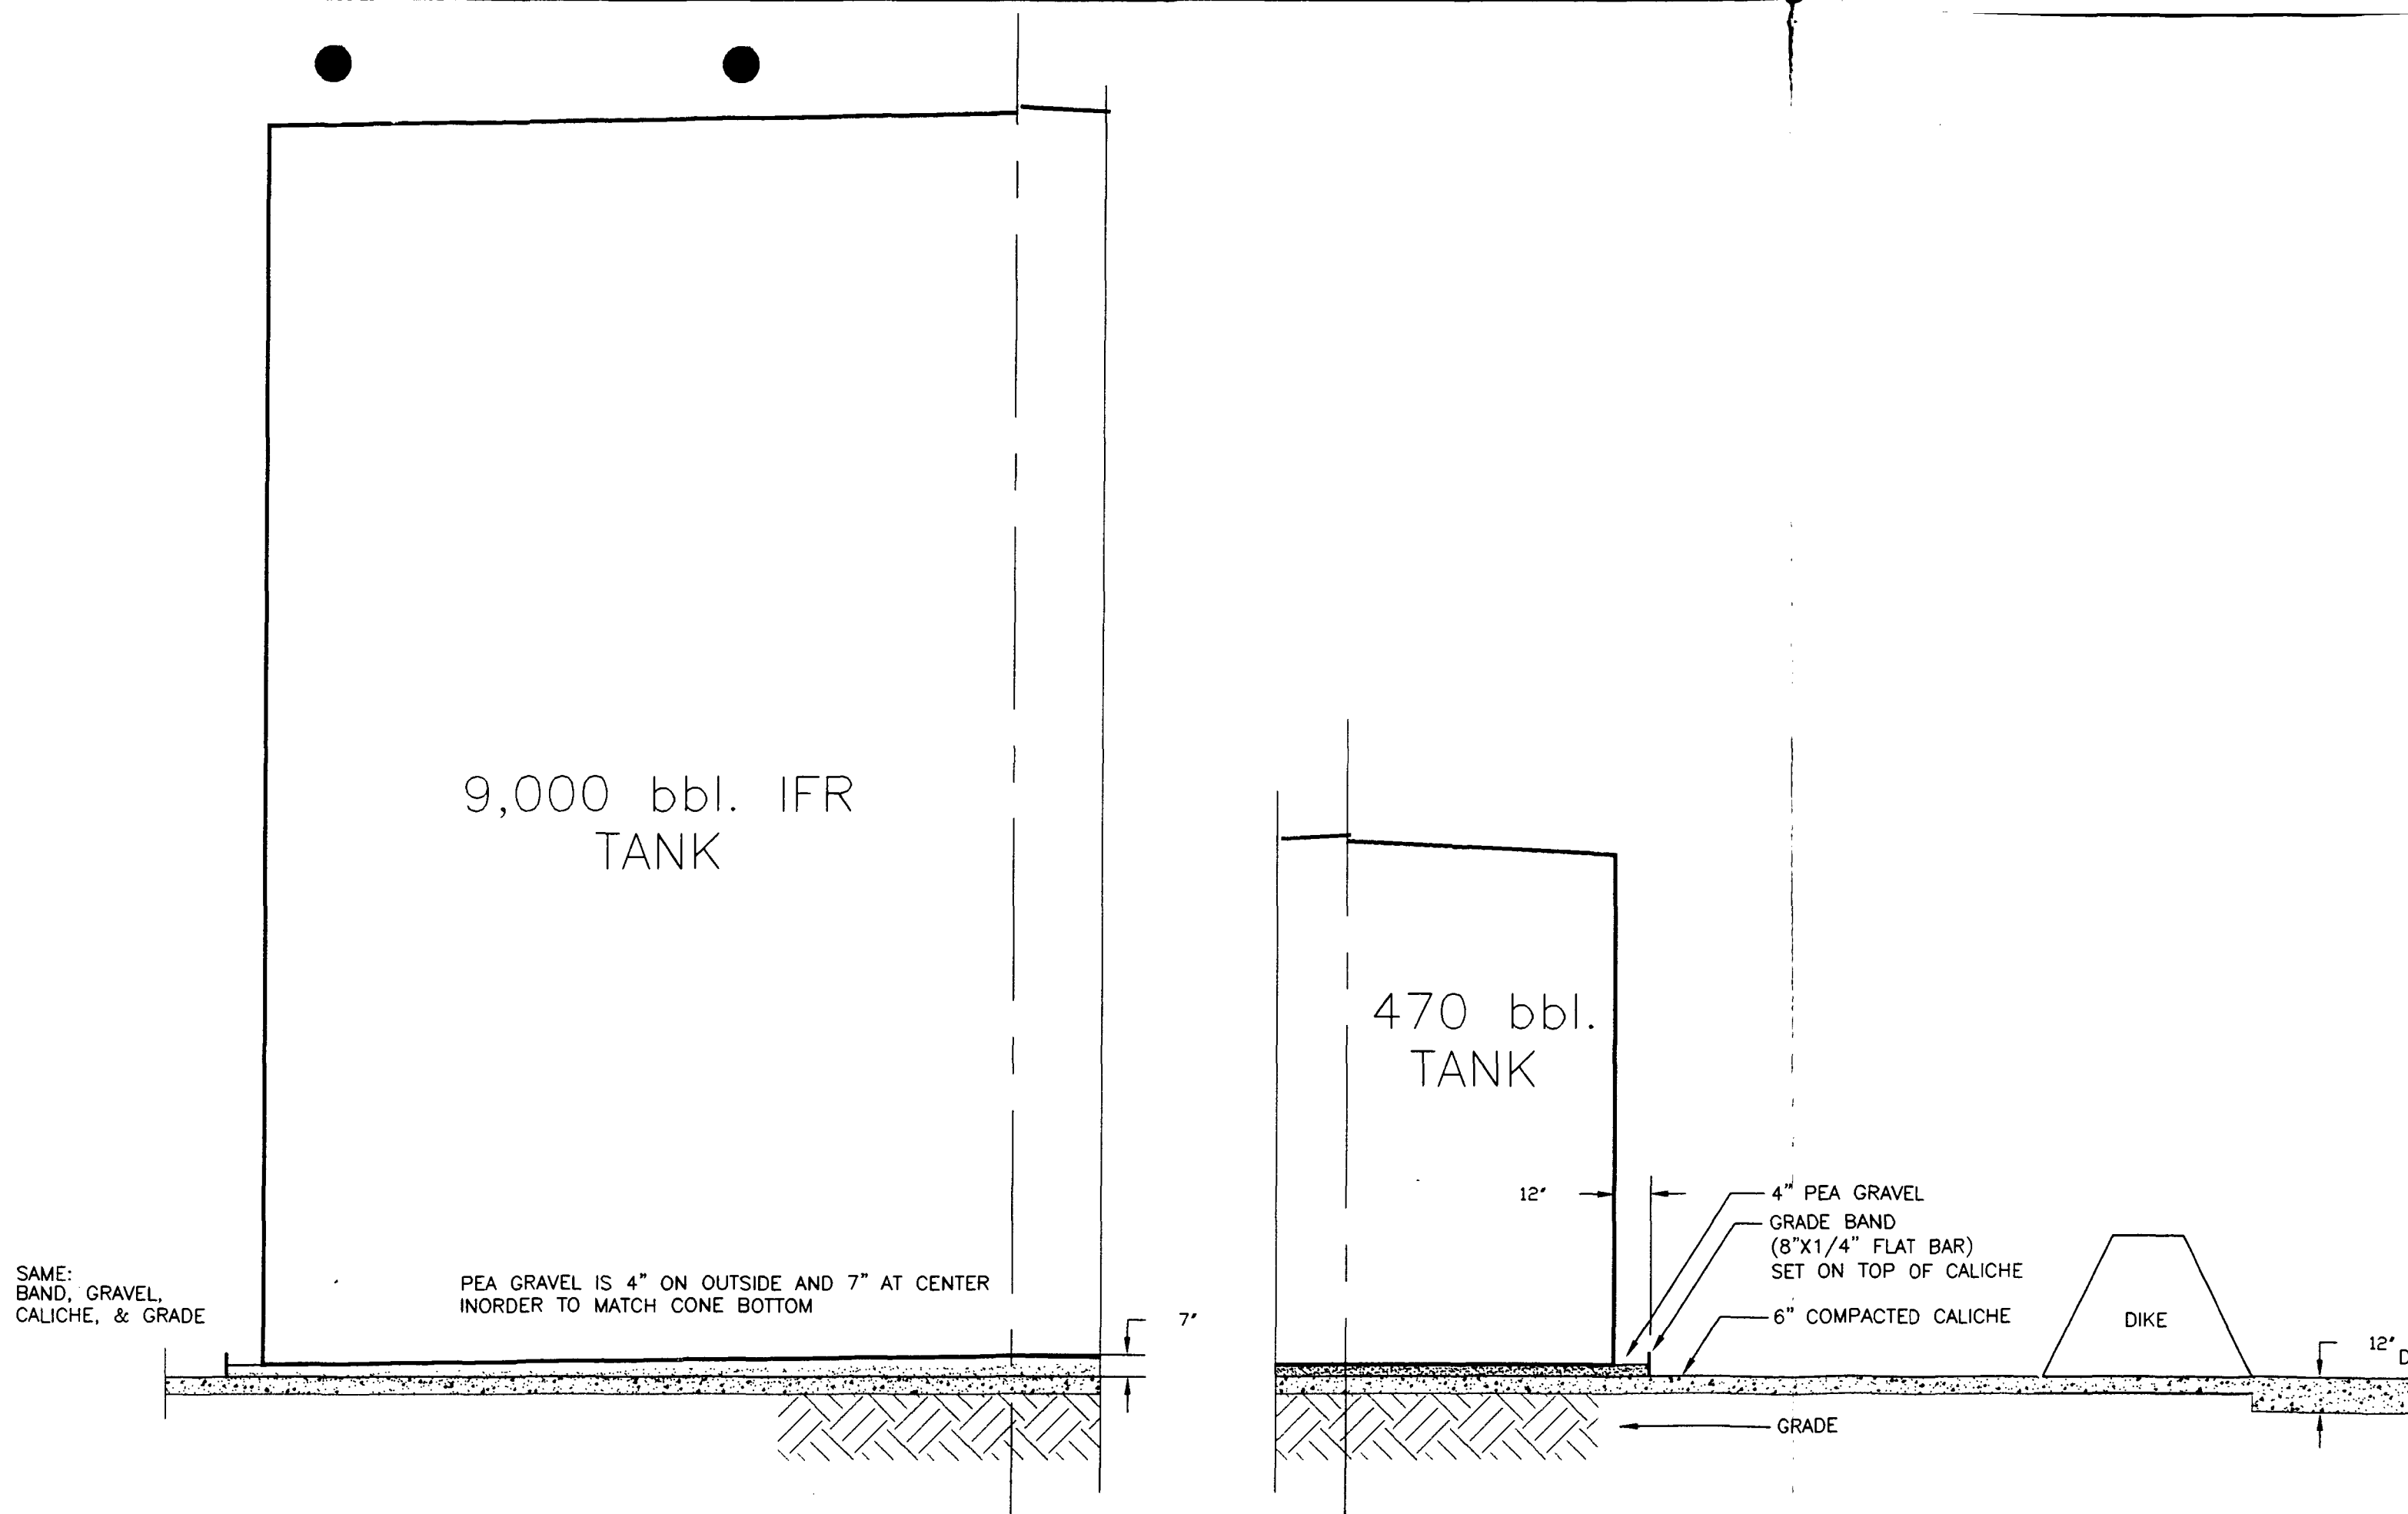 9,000 bbl. IFR
TANK
470 bbl.
TANK
12"
4" PEA GRAVEL
GRADE BAND
(8"X1/4" FLAT BAR)
SET ON TOP OF CALICHE
6" COMPACTED CALICHE
DIKE
SAME:
BAND, GRAVEL,
CALICHE, & GRADE
PEA GRAVEL IS 4" ON OUTSIDE AND 7" AT CENTER
INORDER TO MATCH CONE BOTTOM
7"
12"
GRADE